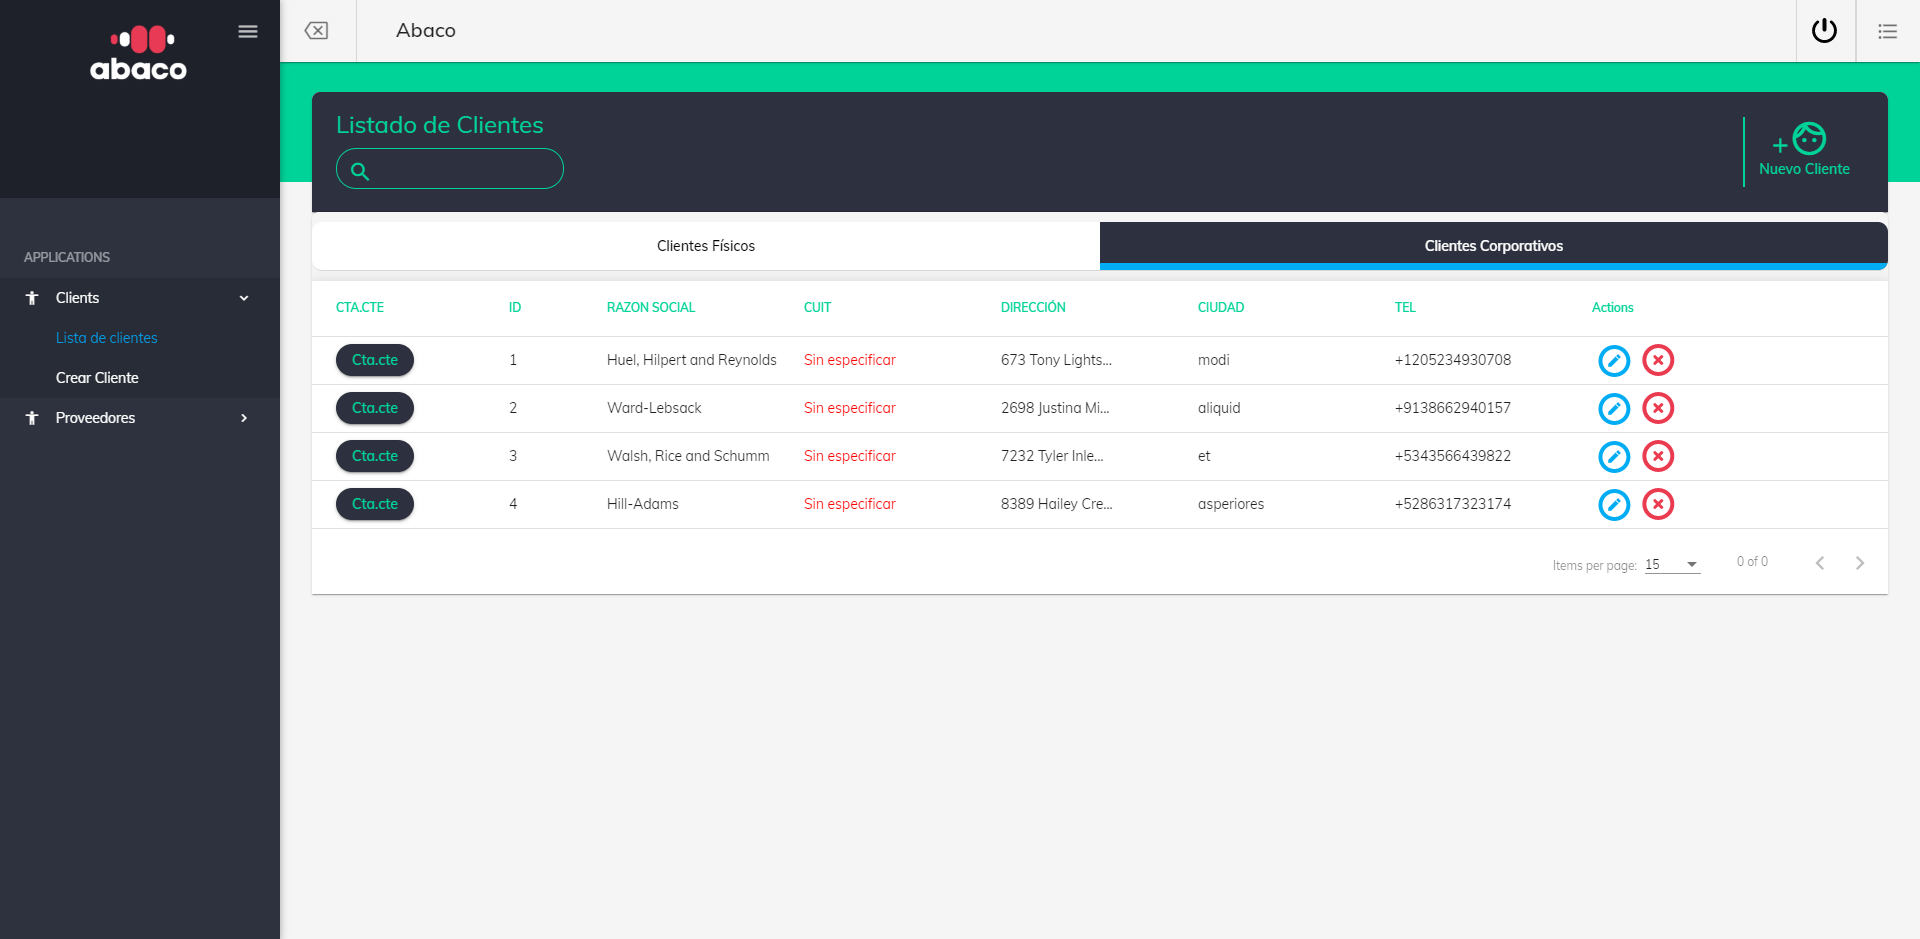 abaco
Abaco
Listado de Clientes
Nuevo Cliente
APPLICATIONS
Clients
Lista de clientes
Crear Cliente
Proveedores
Clientes Físicos
Clientes Corporativos
CTA.CTE ID RAZON SOCIAL CUIT DIRECCIÓN CIUDAD TEL Actions
Cta.cte 1 Huel, Hilpert and Reynolds Sin especificar 673 Tony Lights... modi +1205234930708
Cta.cte 2 Ward-Lebsack Sin especificar 2698 Justina Mi... aliquid +9138662940157
Cta.cte 3 Walsh, Rice and Schumm Sin especificar 7232 Tyler Inle... et +5343566439822
Cta.cte 4 Hill-Adams Sin especificar 8389 Hailey Cre... asperiores +5286317323174
Items per page: 15 0 of 0